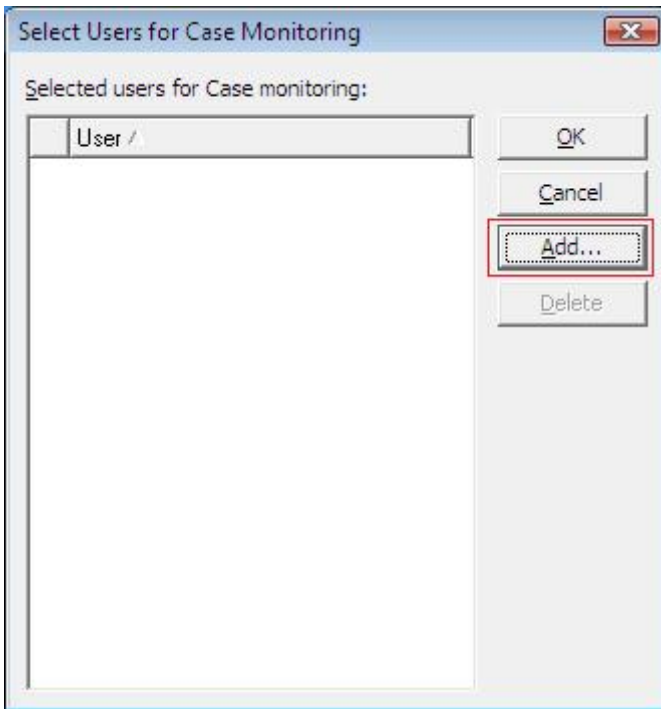 Select Users for Case Monitoring
Selected users for Case monitoring:
User
OK
Cancel
Add...
Delete